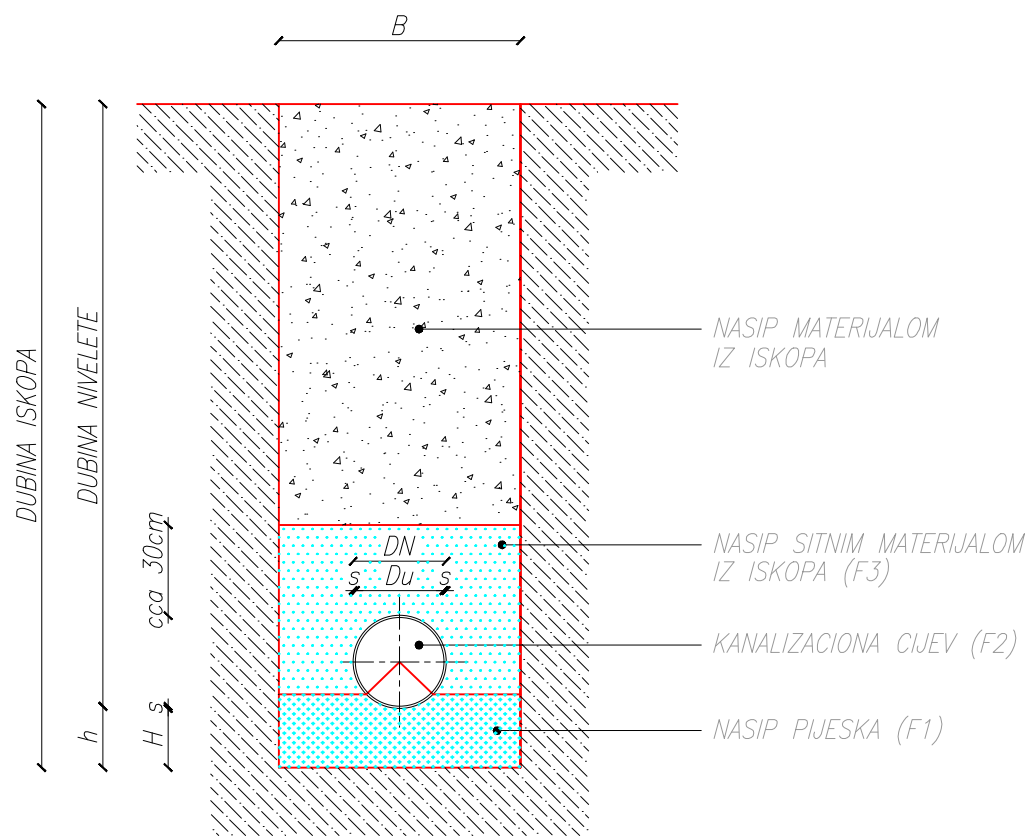 B
DUBINA ISKOPA
DUBINA NIVELETE
NASIP MATERIJALOM
IZ ISKOPA
cca 30cm
DN
s Du s
NASIP SITNIM MATERIJALOM
IZ ISKOPA (F3)
KANALIZACIONA CIJEV (F2)
s
h
H
NASIP PIJESKA (F1)